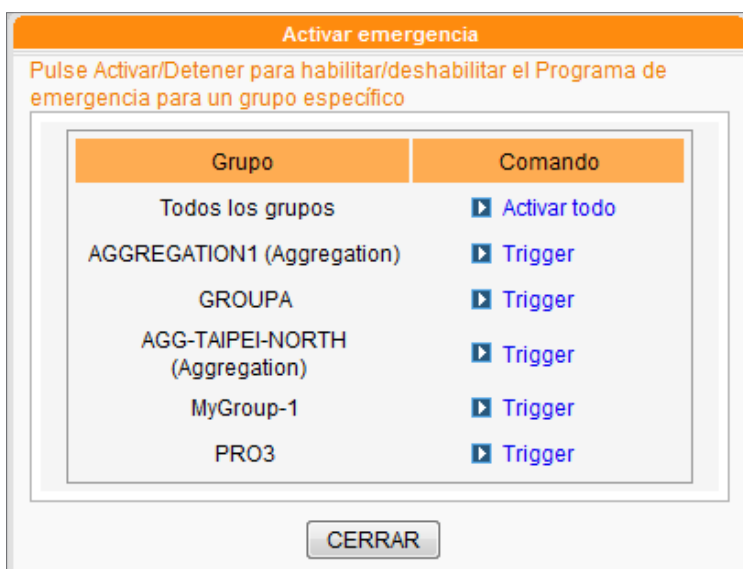 Activar emergencia
Pulse Activar/Detener para habilitar/deshabilitar el Programa de
emergencia para un grupo específico
Grupo Comando
Todos los grupos Activar todo
AGGREGATION1 (Aggregation) Trigger
GROUPA Trigger
AGG-TAIPEI-NORTH
(Aggregation) Trigger
MyGroup-1 Trigger
PRO3 Trigger
CERRAR